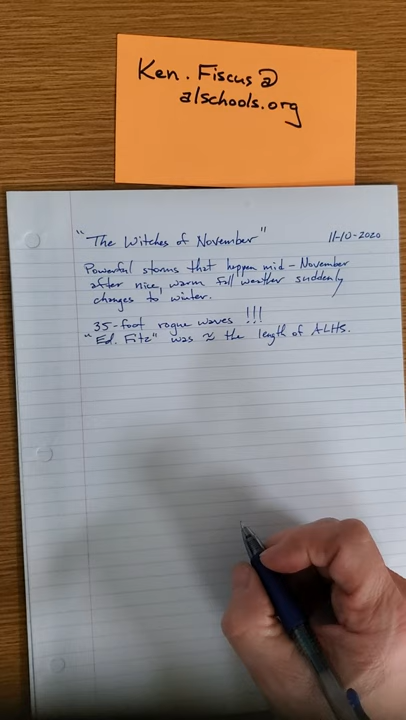 Ken.Fiscus@
alschools.org
"The Witches of November" 11-10-2020
Powerful storms that happen mid-November
after nice, warm fall weather suddenly
changes to winter.
35-foot rogue waves !!!
"Ed. Fitz" was ≈ the length of ALHS.